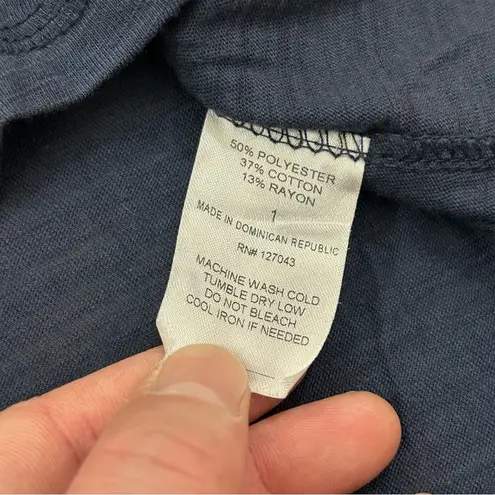 50% POLYESTER
37% COTTON
13% RAYON
1
MADE IN DOMINICAN REPUBLIC
RN# 127043
MACHINE WASH COLD
TUMBLE DRY LOW
DO NOT BLEACH
COOL IRON IF NEEDED